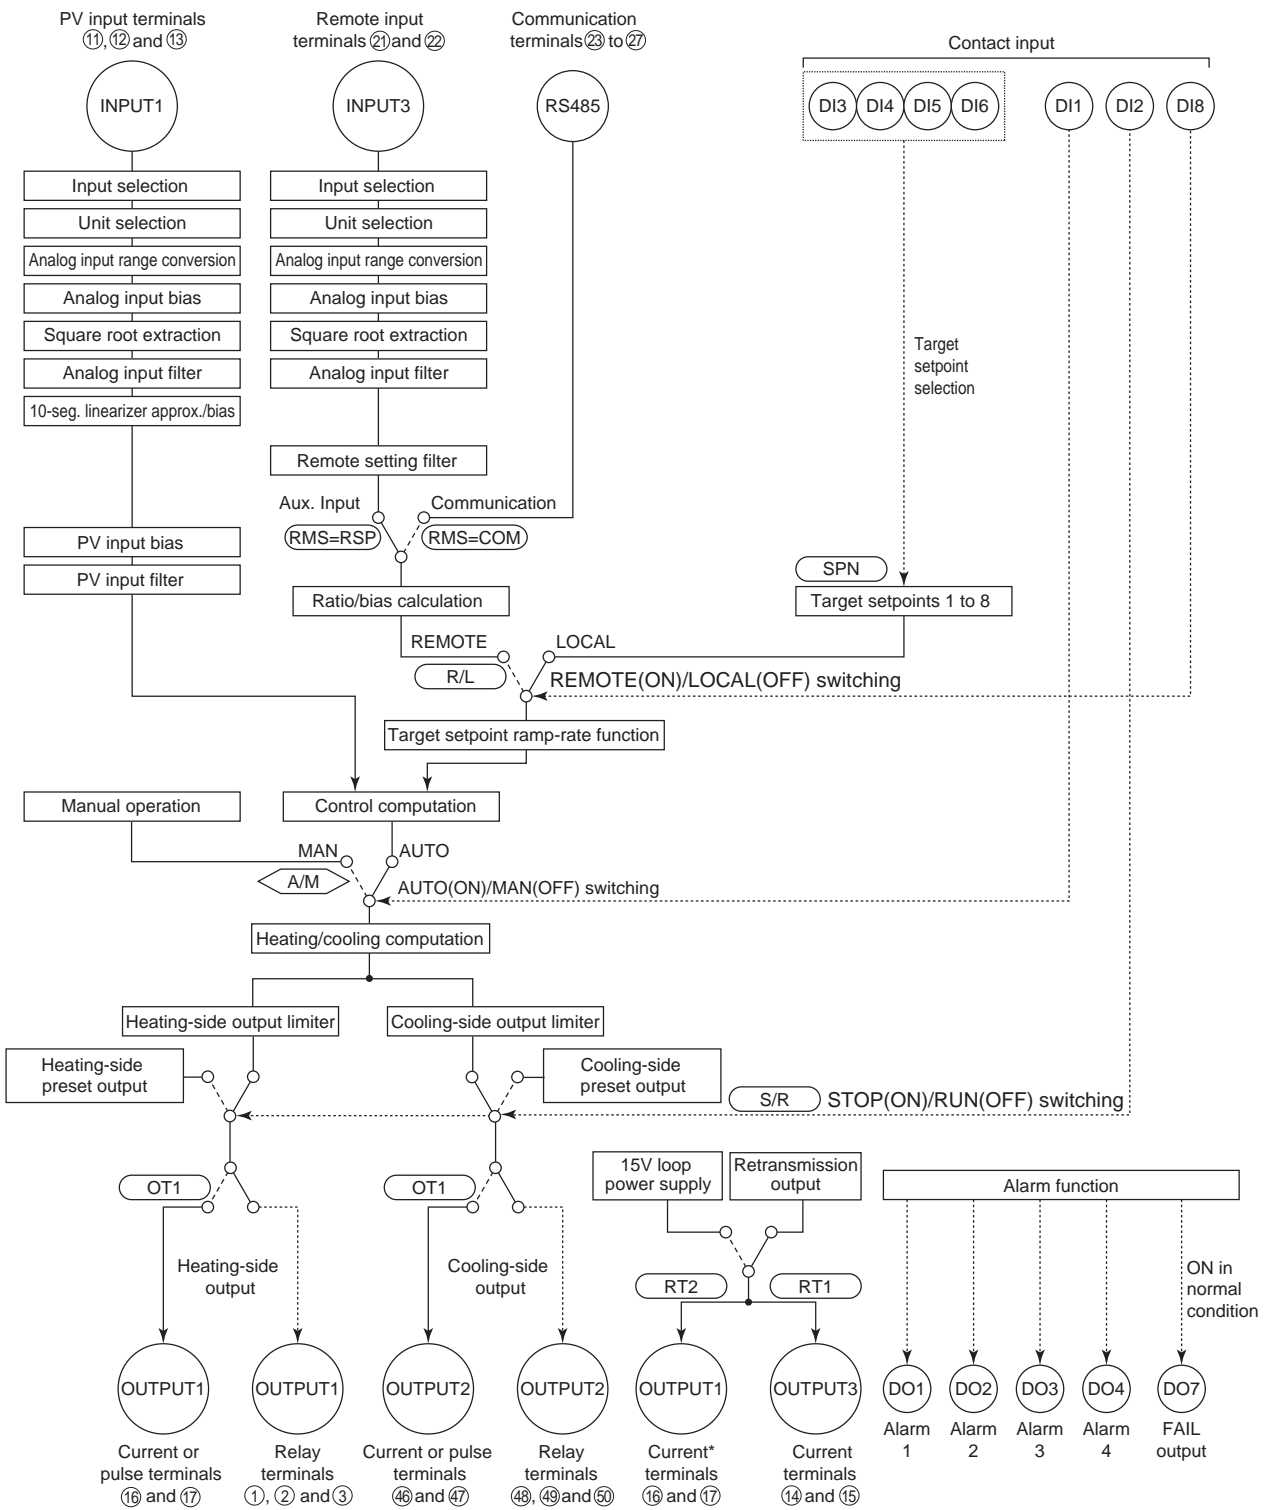 PV input terminals
⑪, ⑫ and ⑬
Remote input
terminals ㉑ and ㉒
Communication
terminals ㉓ to ㉗
Contact input
INPUT1
INPUT3
RS485
DI3
DI4
DI5
DI6
DI1
DI2
DI8
Input selection
Unit selection
Analog input range conversion
Analog input bias
Square root extraction
Analog input filter
10-seg. linearizer approx./bias
Input selection
Unit selection
Analog input range conversion
Analog input bias
Square root extraction
Analog input filter
Target
setpoint
selection
Remote setting filter
Aux. Input
Communication
RMS=RSP
RMS=COM
PV input bias
PV input filter
SPN
Ratio/bias calculation
Target setpoints 1 to 8
REMOTE
LOCAL
R/L
REMOTE(ON)/LOCAL(OFF) switching
Target setpoint ramp-rate function
Manual operation
Control computation
MAN
AUTO
A/M
AUTO(ON)/MAN(OFF) switching
Heating/cooling computation
Heating-side output limiter
Cooling-side output limiter
Heating-side
preset output
Cooling-side
preset output
S/R
STOP(ON)/RUN(OFF) switching
15V loop
power supply
Retransmission
output
Alarm function
OT1
OT1
Heating-side
output
Cooling-side
output
RT2
RT1
ON in
normal
condition
OUTPUT1
OUTPUT1
OUTPUT2
OUTPUT2
OUTPUT1
OUTPUT3
DO1
DO2
DO3
DO4
DO7
Current or
pulse terminals
⑯ and ⑰
Relay
terminals
①, ② and ③
Current or pulse
terminals
㊻ and ㊼
Relay
terminals
㊽, ㊾ and ㊿
Current*
terminals
⑯ and ⑰
Current
terminals
⑭ and ⑮
Alarm
1
Alarm
2
Alarm
3
Alarm
4
FAIL
output